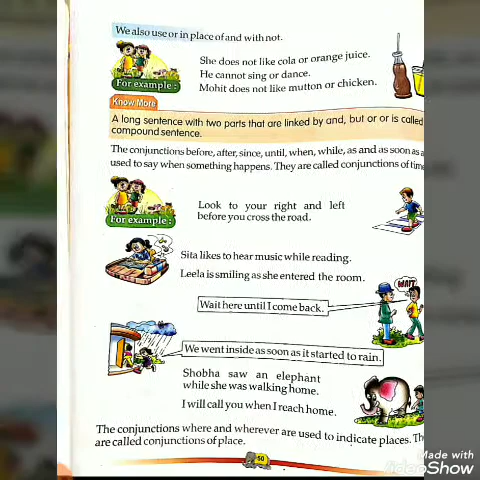 We also use or in place of and with not.
She does not like cola or orange juice.
He cannot sing or dance.
For example :
Mohit does not like mutton or chicken.
Know More
A long sentence with two parts that are linked by and, but or or is called
compound sentence.
The conjunctions before, after, since, until, when, while, as and as soon as a
used to say when something happens. They are called conjunctions of tim
Look to your right and left
before you cross the road.
For example :
Sita likes to hear music while reading.
Leela is smiling as she entered the room.
WAIT
Wait here until I come back.
We went inside as soon as it started to rain.
Shobha saw an elephant
while she was walking home.
I will call you when I reach home.
The conjunctions where and wherever are used to indicate places. Th
are called conjunctions of place.
50
Made with
VideoShow